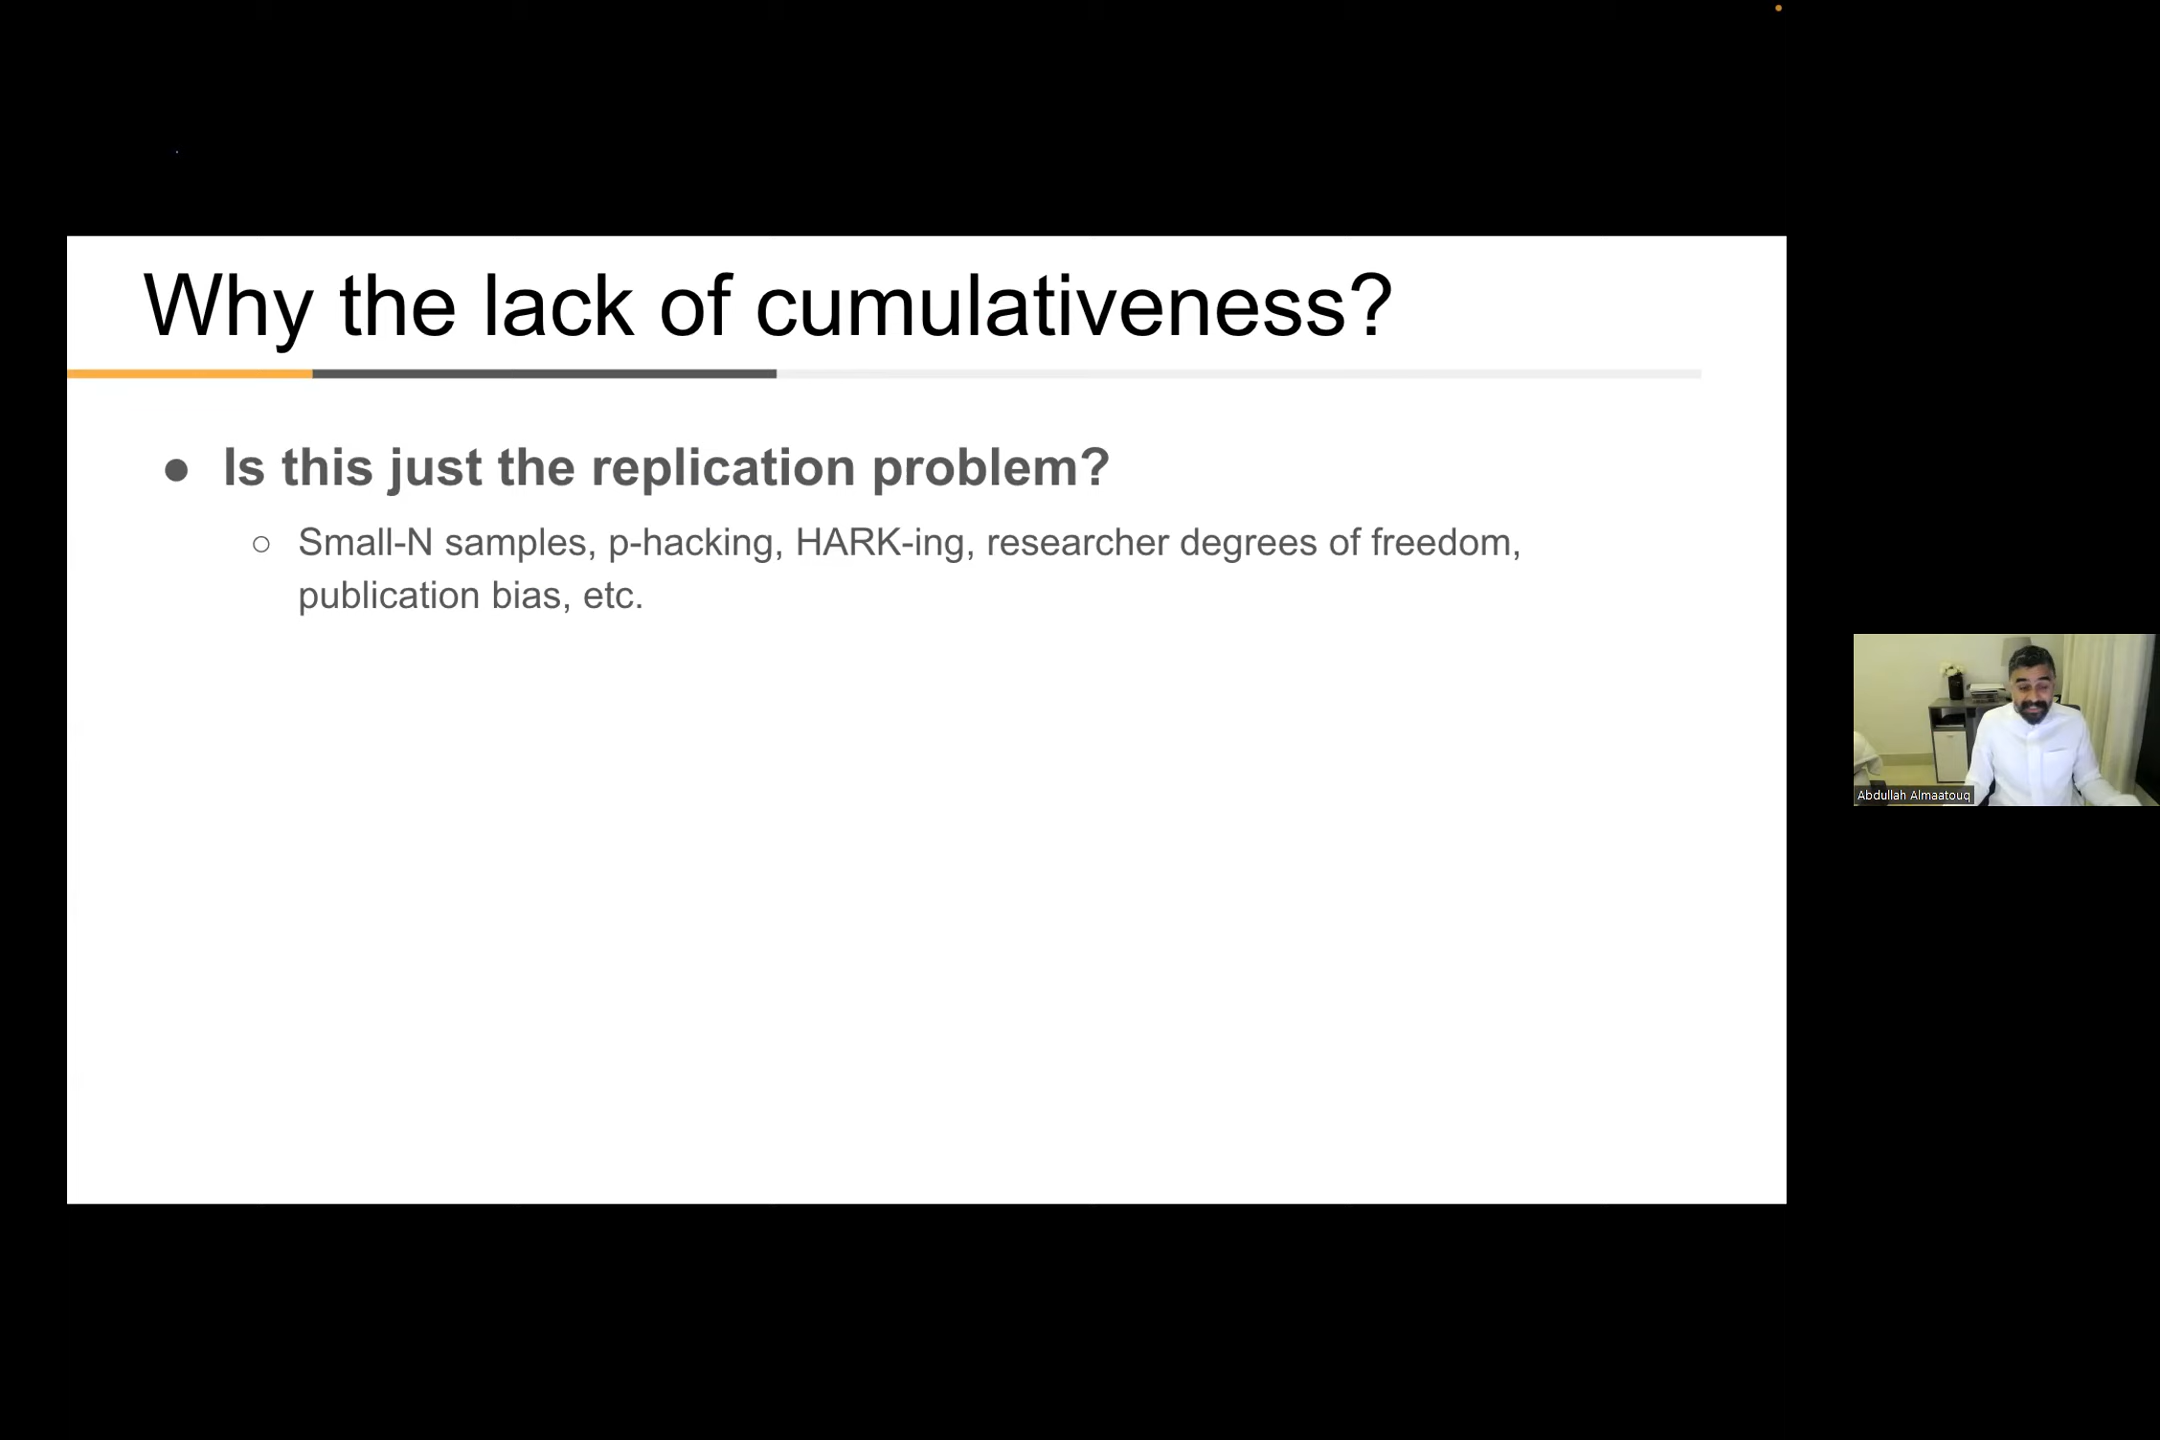 Why the lack of cumulativeness?
● Is this just the replication problem?
○ Small-N samples, p-hacking, HARK-ing, researcher degrees of freedom,
publication bias, etc.
Abdullah Almaatouq